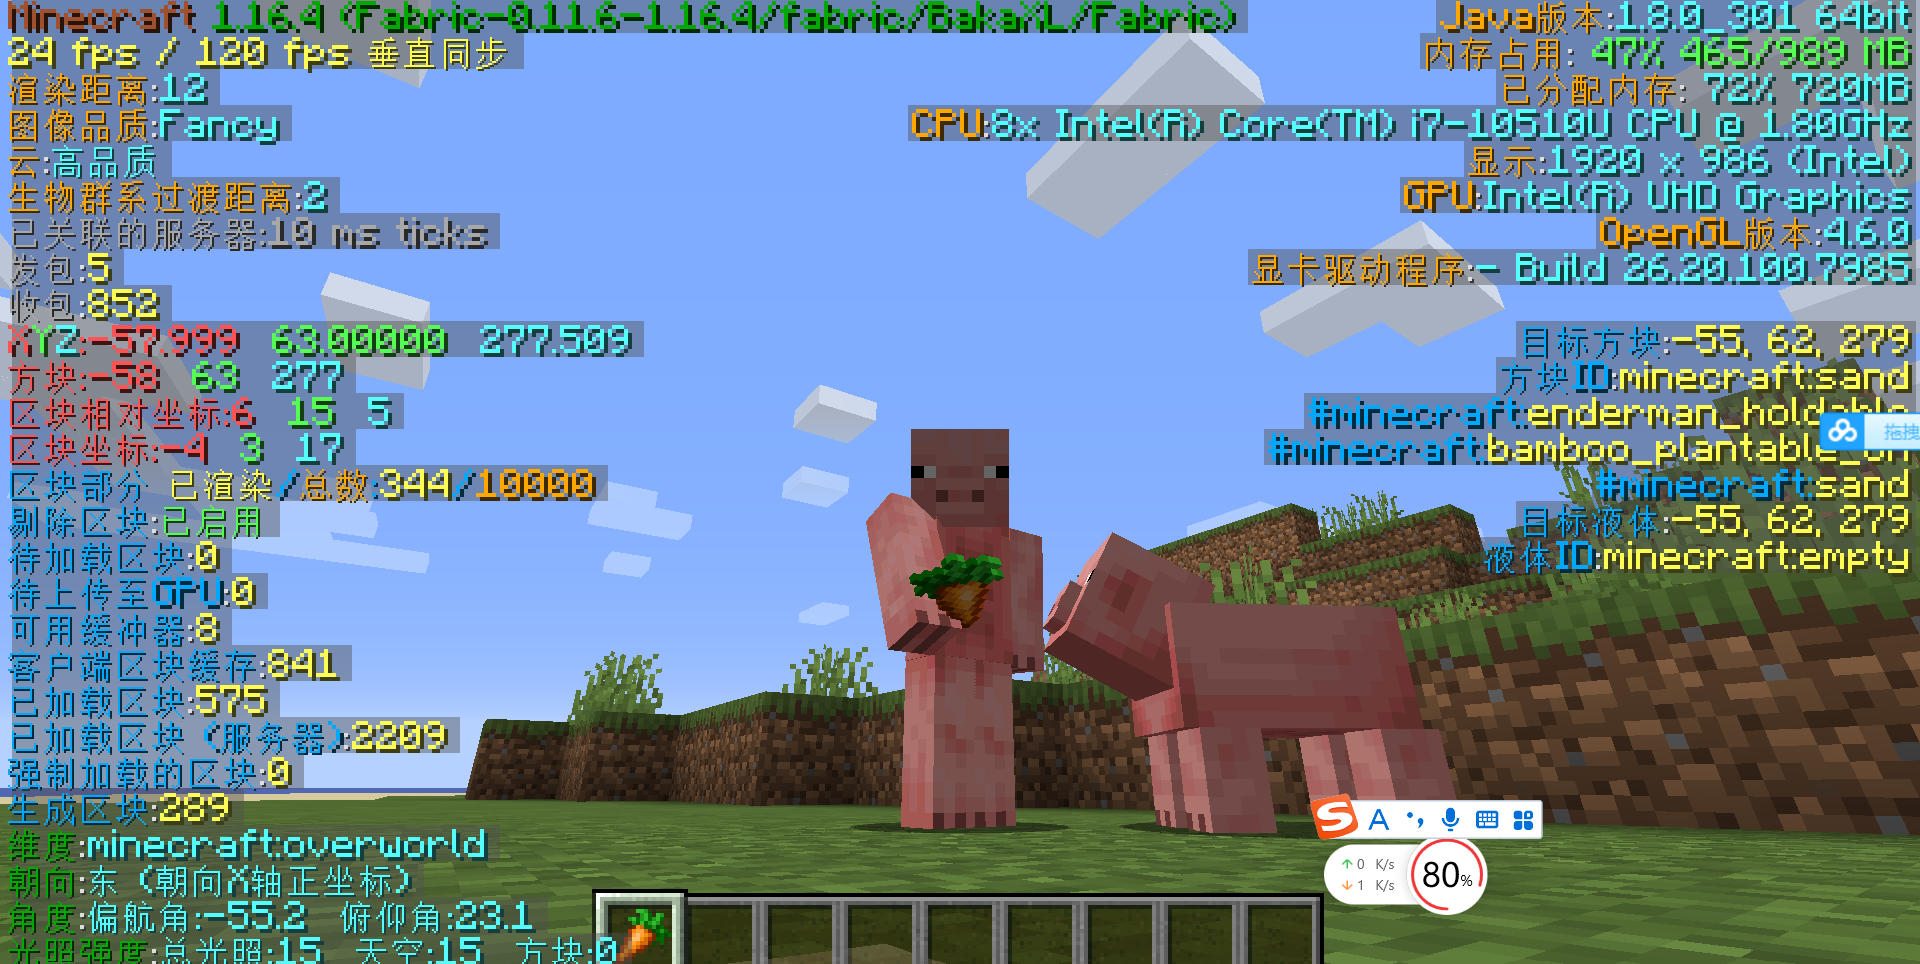 Minecraft 1.16.4 (Fabric-0.11.6-1.16.4/fabric/BakaXL/Fabric)
24 fps / 120 fps 垂直同步
渲染距离:12
图像品质:Fancy
云:高品质
生物群系过渡距离:2
已关联的服务器:10 ms ticks
发包:5
收包:852
XYZ:-57.999 63.00000 277.509
方块:-58 63 277
区块相对坐标:6 15 5
区块坐标:-4 3 17
区块部分 已渲染/总数:344/10000
剔除区块:已启用
待加载区块:0
待上传至GPU:0
可用缓冲器:8
客户端区块缓存:841
已加载区块:575
已加载区块 (服务器):2209
强制加载的区块:0
生成区块:289
维度:minecraft:overworld
朝向:东 (朝向X轴正坐标)
角度:偏航角:-55.2 俯仰角:23.1
光照强度:总光照:15 天空:15 方块:0
Java版本:1.8.0_301 64bit
内存占用: 47% 465/989 MB
已分配内存: 72% 720MB
CPU:8x Intel(R) Core(TM) i7-10510U CPU @ 1.80GHz
显示:1920 x 986 (Intel)
GPU:Intel(R) UHD Graphics
OpenGL版本:4.6.0
显卡驱动程序:- Build 26.20.100.7985
目标方块:-55, 62, 279
方块ID:minecraft:sand
#minecraft:enderman_holdable
#minecraft:bamboo_plantable_on
拖拽
#minecraft:sand
目标液体:-55, 62, 279
液体ID:minecraft:empty
S A
↑0 K/s
↓1 K/s
80%